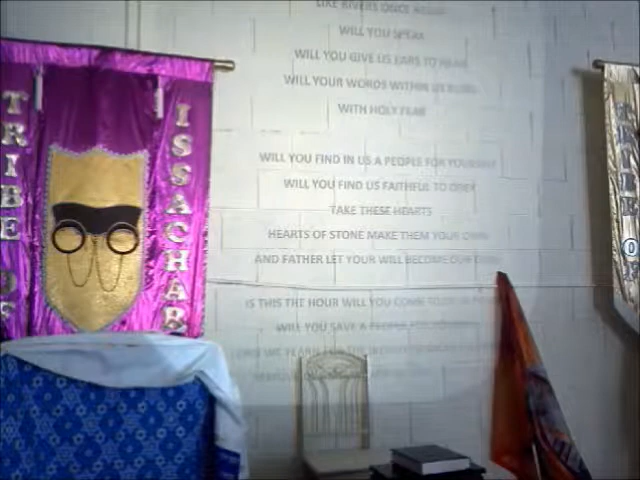 TRIBE OF
ISSACHAR
LIKE RIVERS ONCE AGAIN
WILL YOU SPEAK
WILL YOU GIVE US EARS TO HEAR
WILL YOUR WORDS WITHIN US BURN
WITH HOLY FEAR
WILL YOU FIND IN US A PEOPLE FOR YOURSELF
WILL YOU FIND US FAITHFUL TO OBEY
TAKE THESE HEARTS
HEARTS OF STONE MAKE THEM YOUR OWN
AND FATHER LET YOUR WILL BECOME OUR
IS THIS THE HOUR WILL YOU COME
WILL YOU SAVE A PEOPLE FOR
TRIBE OF